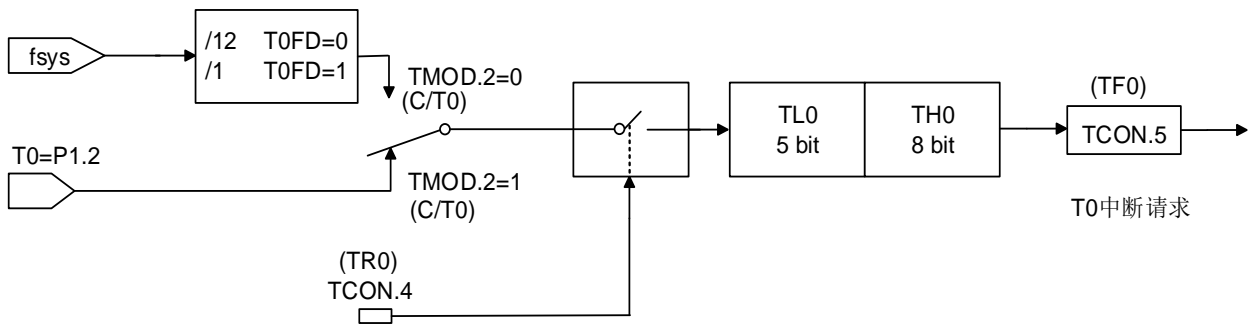 fsys
/12 T0FD=0
/1 T0FD=1
TMOD.2=0
(C/T0)
T0=P1.2
TMOD.2=1
(C/T0)
(TR0)
TCON.4
TL0
5 bit
TH0
8 bit
(TF0)
TCON.5
T0中断请求